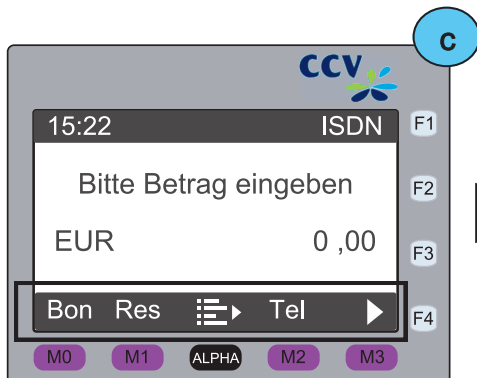 C
CCV
15:22 ISDN F1
Bitte Betrag eingeben F2
EUR 0 ,00 F3
Bon Res Tel F4
M0 M1 ALPHA M2 M3